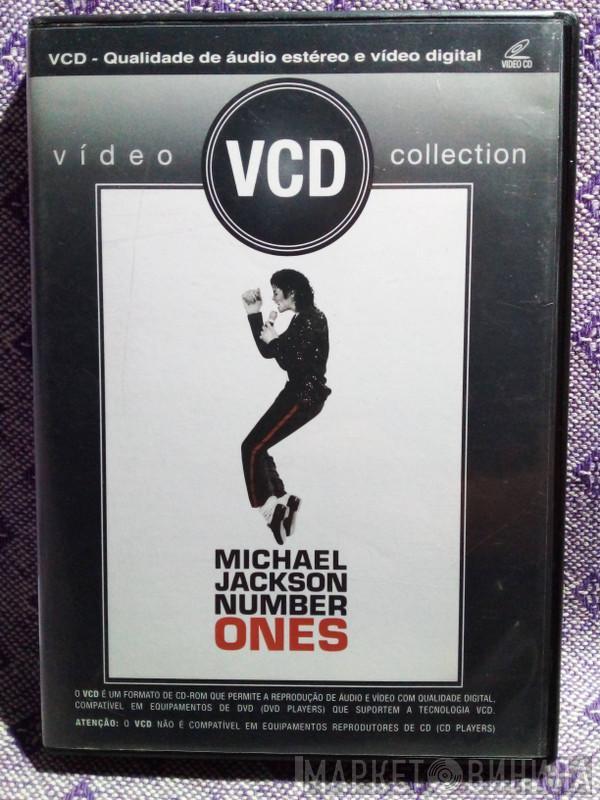 VCD - Qualidade de áudio estéreo e vídeo digital
VIDEO CD
vídeo VCD collection
MICHAEL
JACKSON
NUMBER
ONES
O VCD É UM FORMATO DE CD-ROM QUE PERMITE A REPRODUÇÃO DE ÁUDIO E VÍDEO COM QUALIDADE DIGITAL,
COMPATÍVEL EM EQUIPAMENTOS DE DVD (DVD PLAYERS) QUE SUPORTEM A TECNOLOGIA VCD.
ATENÇÃO: O VCD NÃO É COMPATÍVEL EM EQUIPAMENTOS REPRODUTORES DE CD (CD PLAYERS)
МАРКЕТ ВИНИЛА